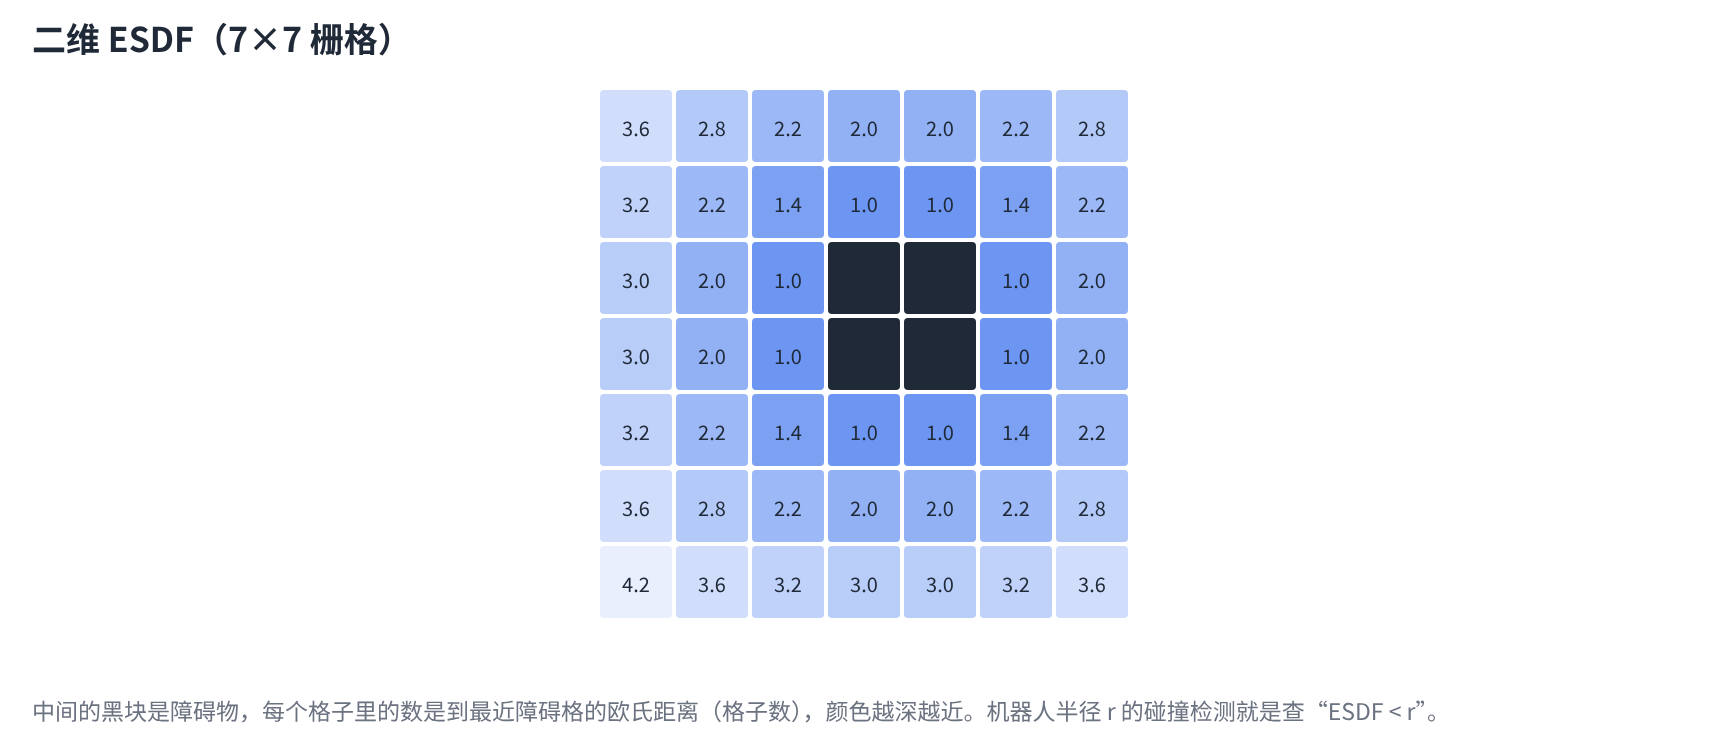 二维 ESDF（7×7 栅格）
3.6 2.8 2.2 2.0 2.0 2.2 2.8
3.2 2.2 1.4 1.0 1.0 1.4 2.2
3.0 2.0 1.0 1.0 2.0
3.0 2.0 1.0 1.0 2.0
3.2 2.2 1.4 1.0 1.0 1.4 2.2
3.6 2.8 2.2 2.0 2.0 2.2 2.8
4.2 3.6 3.2 3.0 3.0 3.2 3.6
中间的黑块是障碍物，每个格子里的数是到最近障碍格的欧氏距离（格子数），颜色越深越近。机器人半径 r 的碰撞检测就是查“ESDF < r”。